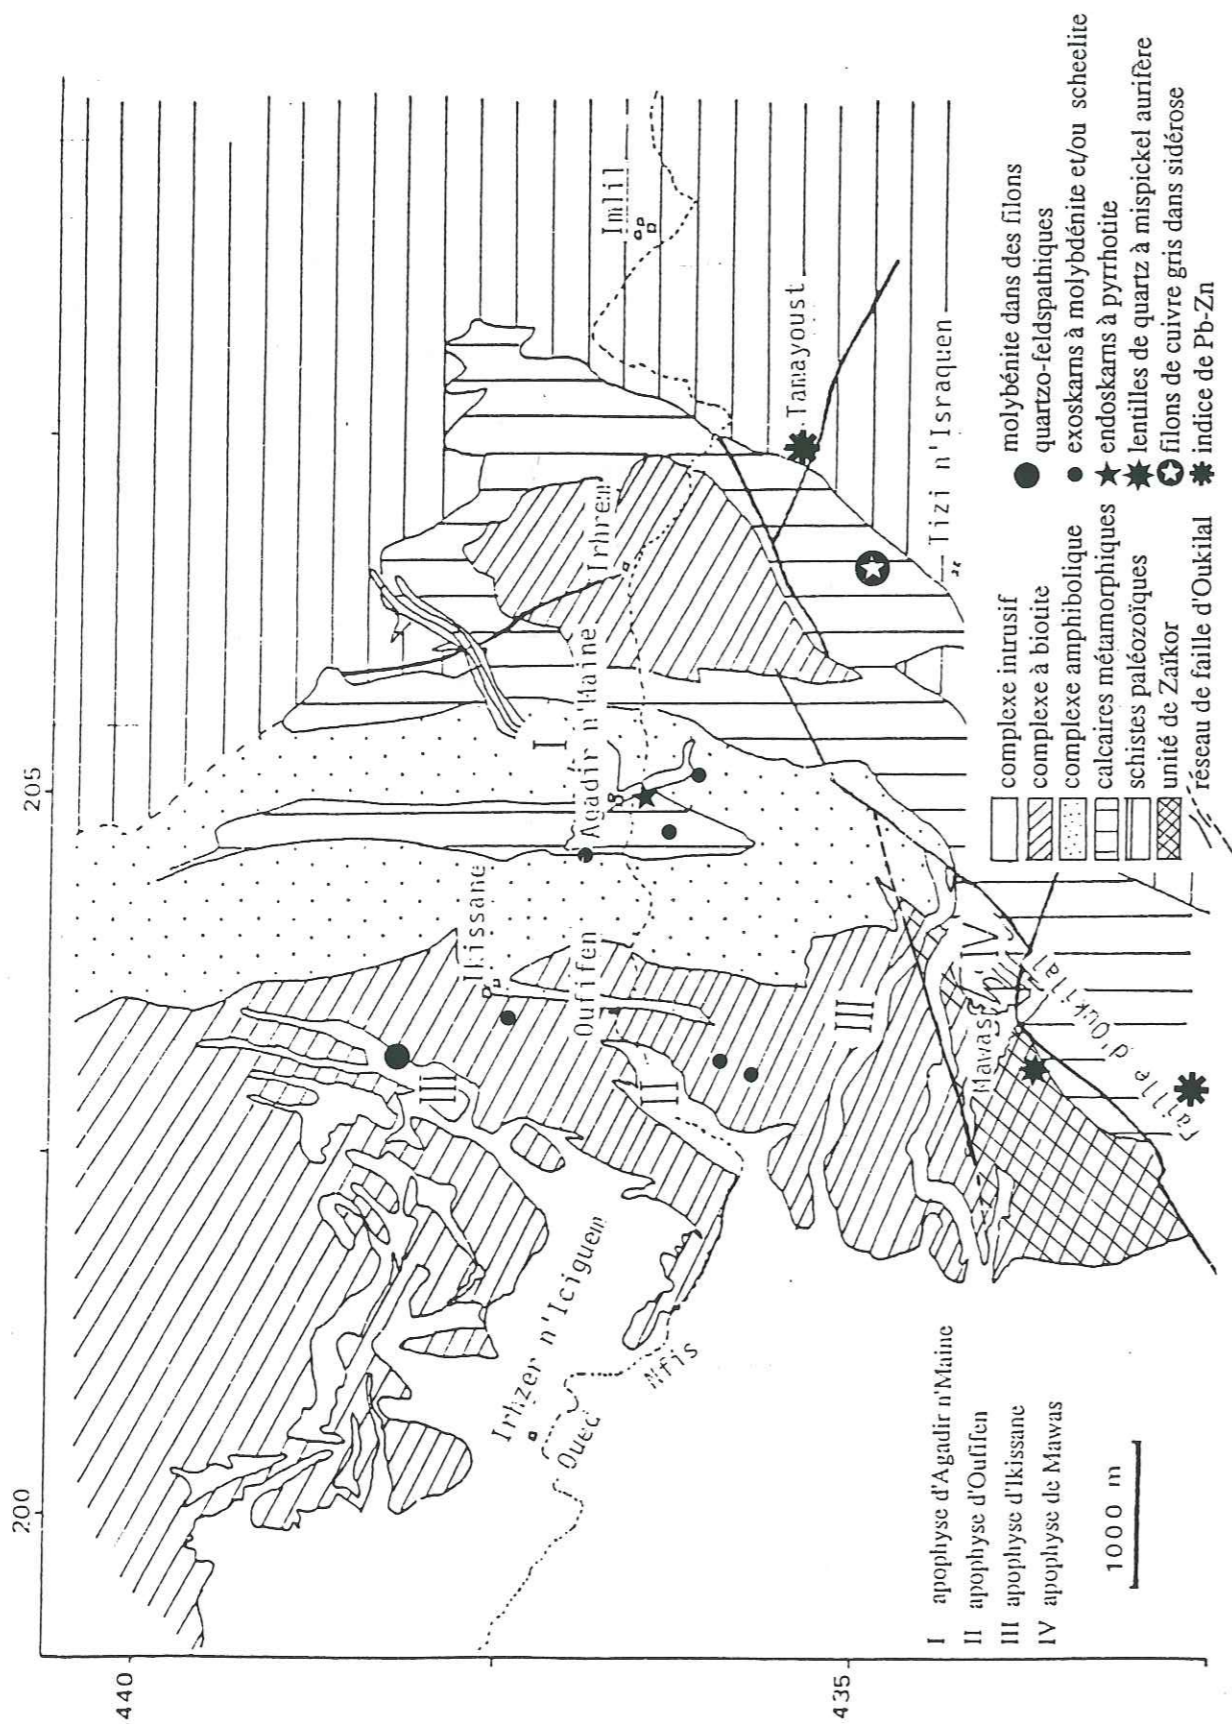 200
205
440
435
Imlil
Tamayoust
Tizi n'Israquen
Irhrem
Agadir n'Maine
I
Ikissane
Oufifen
III
II
III
IV
Mawas
Faille d'Oukilal
Irhzer n'Iciguem
Oued
Nfis
I apophyse d'Agadir n'Maine
II apophyse d'Oufifen
III apophyse d'Ikissane
IV apophyse de Mawas
1000 m
complexe intrusif
complexe à biotite
complexe amphibolique
calcaires métamorphiques
schistes paléozoïques
unité de Zaïkor
réseau de faille d'Oukilal
molybénite dans des filons
quartzo-feldspathiques
exoskarns à molybdénite et/ou scheelite
endoskarns à pyrrhotite
lentilles de quartz à mispickel aurifère
filons de cuivre gris dans sidérose
indice de Pb-Zn